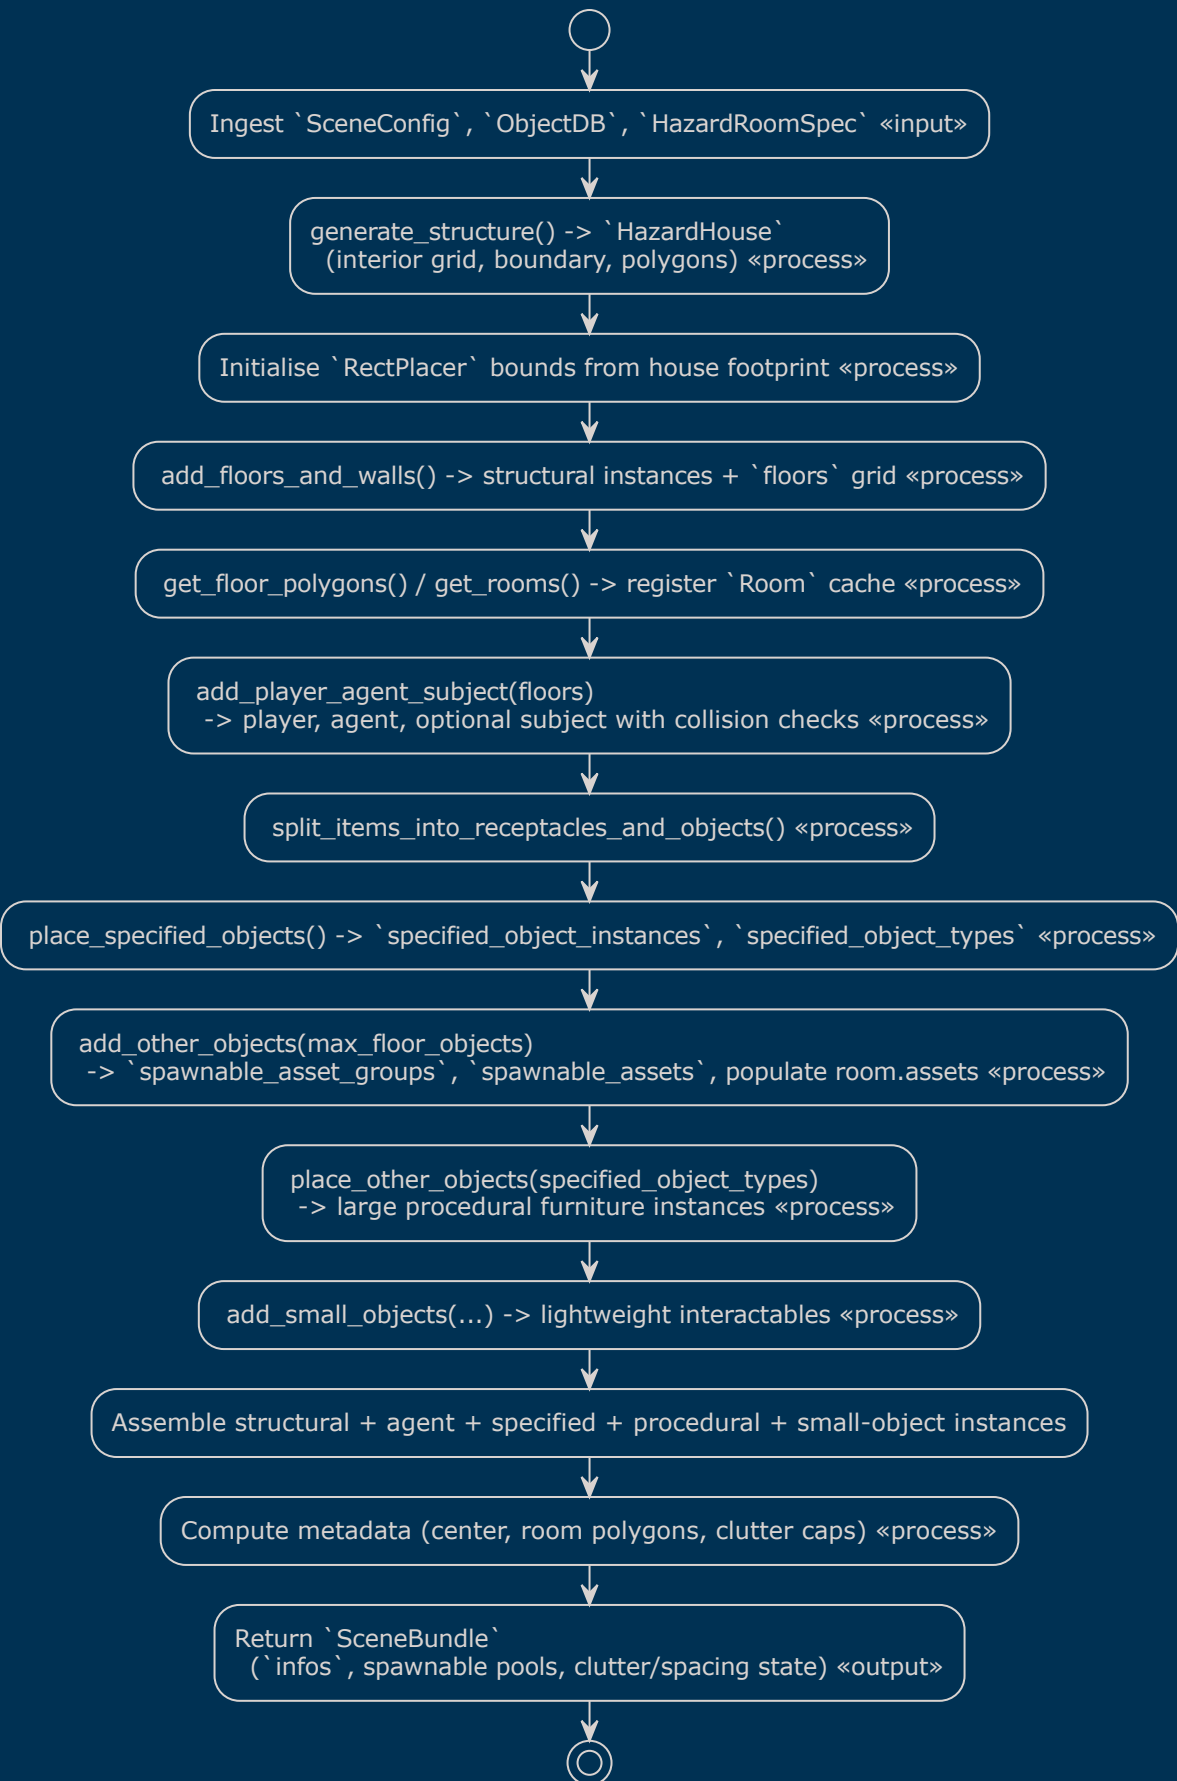 Ingest `SceneConfig`, `ObjectDB`, `HazardRoomSpec` «input»
generate_structure() -> `HazardHouse`
(interior grid, boundary, polygons) «process»
Initialise `RectPlacer` bounds from house footprint «process»
add_floors_and_walls() -> structural instances + `floors` grid «process»
get_floor_polygons() / get_rooms() -> register `Room` cache «process»
add_player_agent_subject(floors)
-> player, agent, optional subject with collision checks «process»
split_items_into_receptacles_and_objects() «process»
place_specified_objects() -> `specified_object_instances`, `specified_object_types` «process»
add_other_objects(max_floor_objects)
-> `spawnable_asset_groups`, `spawnable_assets`, populate room.assets «process»
place_other_objects(specified_object_types)
-> large procedural furniture instances «process»
add_small_objects(...) -> lightweight interactables «process»
Assemble structural + agent + specified + procedural + small-object instances
Compute metadata (center, room polygons, clutter caps) «process»
Return `SceneBundle`
(`infos`, spawnable pools, clutter/spacing state) «output»